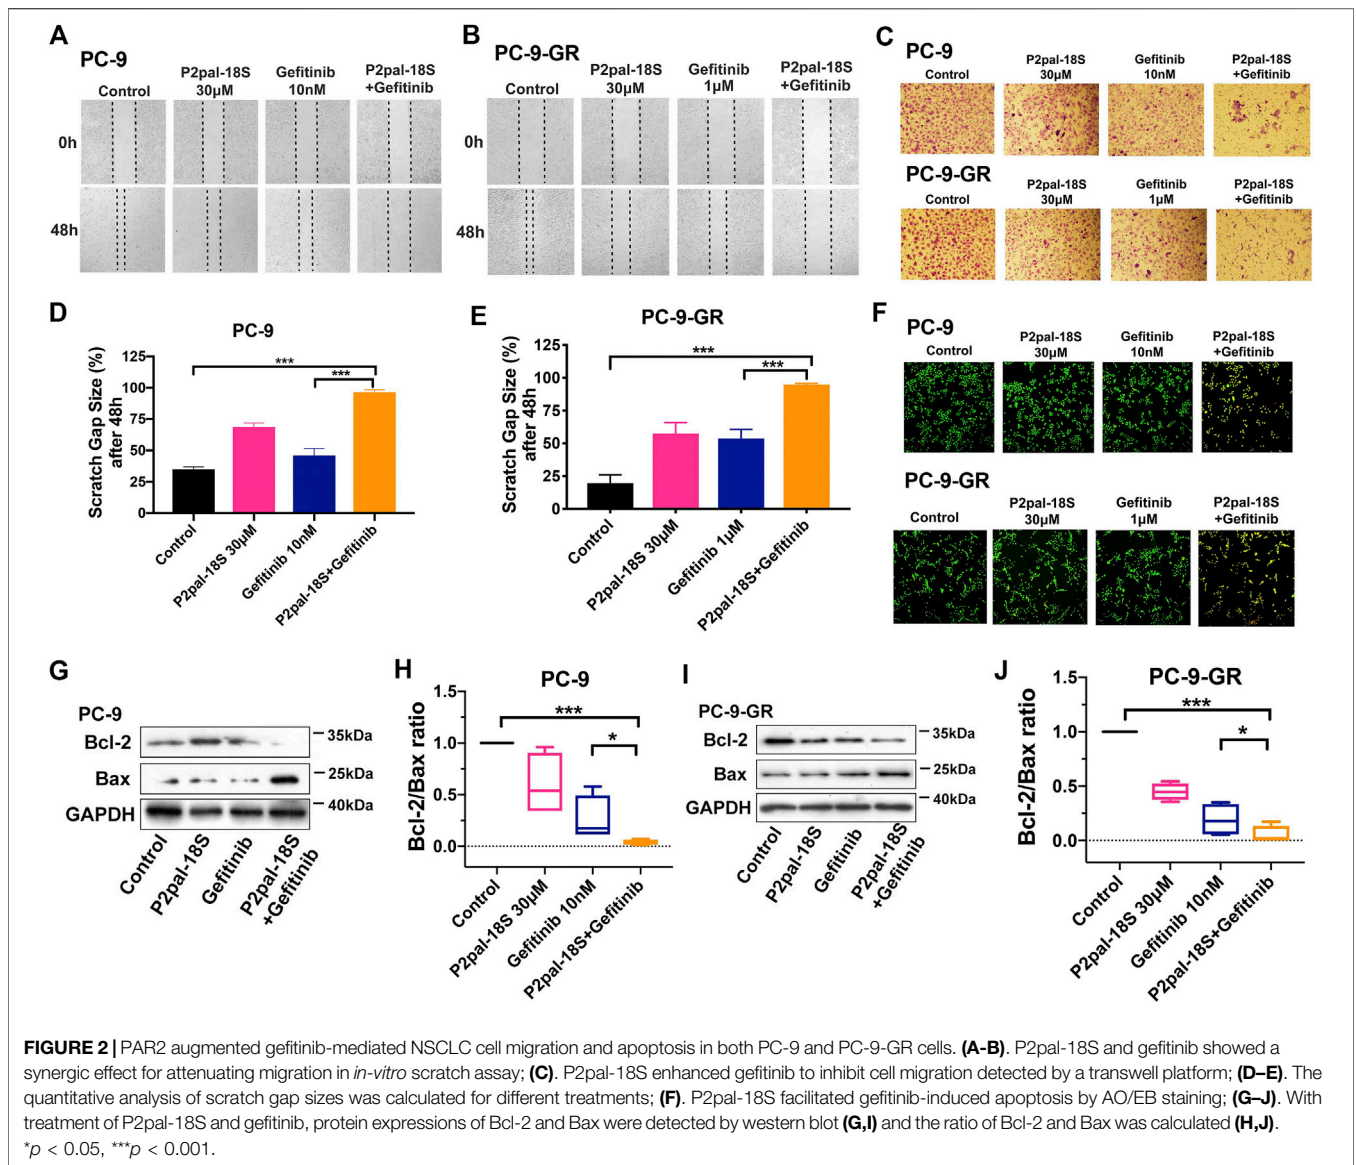 A
PC-9
Control
P2pal-18S
30μM
Gefitinib
10nM
P2pal-18S
+Gefitinib
0h
48h
B
PC-9-GR
Control
P2pal-18S
30μM
Gefitinib
1μM
P2pal-18S
+Gefitinib
0h
48h
C
PC-9
Control
P2pal-18S
30μM
Gefitinib
10nM
P2pal-18S
+Gefitinib
PC-9-GR
Control
P2pal-18S
30μM
Gefitinib
1μM
P2pal-18S
+Gefitinib
D
PC-9
Scratch Gap Size (%)
after 48h
125
100
75
50
25
0
***
***
Control
P2pal-18S 30μM
Gefitinib 10nM
P2pal-18S+Gefitinib
E
PC-9-GR
Scratch Gap Size (%)
after 48h
125
100
75
50
25
0
***
***
Control
P2pal-18S 30μM
Gefitinib 1μM
P2pal-18S+Gefitinib
F
PC-9
Control
P2pal-18S
30μM
Gefitinib
10nM
P2pal-18S
+Gefitinib
PC-9-GR
Control
P2pal-18S
30μM
Gefitinib
1μM
P2pal-18S
+Gefitinib
G
PC-9
Bcl-2
35kDa
Bax
25kDa
GAPDH
40kDa
Control
P2pal-18S
Gefitinib
P2pal-18S
+Gefitinib
H
PC-9
Bcl-2/Bax ratio
1.5
1.0
0.5
0.0
***
*
Control
P2pal-18S 30μM
Gefitinib 10nM
P2pal-18S+Gefitinib
I
PC-9-GR
Bcl-2
35kDa
Bax
25kDa
GAPDH
40kDa
Control
P2pal-18S
Gefitinib
P2pal-18S
+Gefitinib
J
PC-9-GR
Bcl-2/Bax ratio
1.5
1.0
0.5
0.0
***
*
Control
P2pal-18S 30μM
Gefitinib 10nM
P2pal-18S+Gefitinib
FIGURE 2 | PAR2 augmented gefitinib-mediated NSCLC cell migration and apoptosis in both PC-9 and PC-9-GR cells. (A-B). P2pal-18S and gefitinib showed a
synergic effect for attenuating migration in in-vitro scratch assay; (C). P2pal-18S enhanced gefitinib to inhibit cell migration detected by a transwell platform; (D–E). The
quantitative analysis of scratch gap sizes was calculated for different treatments; (F). P2pal-18S facilitated gefitinib-induced apoptosis by AO/EB staining; (G–J). With
treatment of P2pal-18S and gefitinib, protein expressions of Bcl-2 and Bax were detected by western blot (G,I) and the ratio of Bcl-2 and Bax was calculated (H,J).
*p < 0.05, ***p < 0.001.